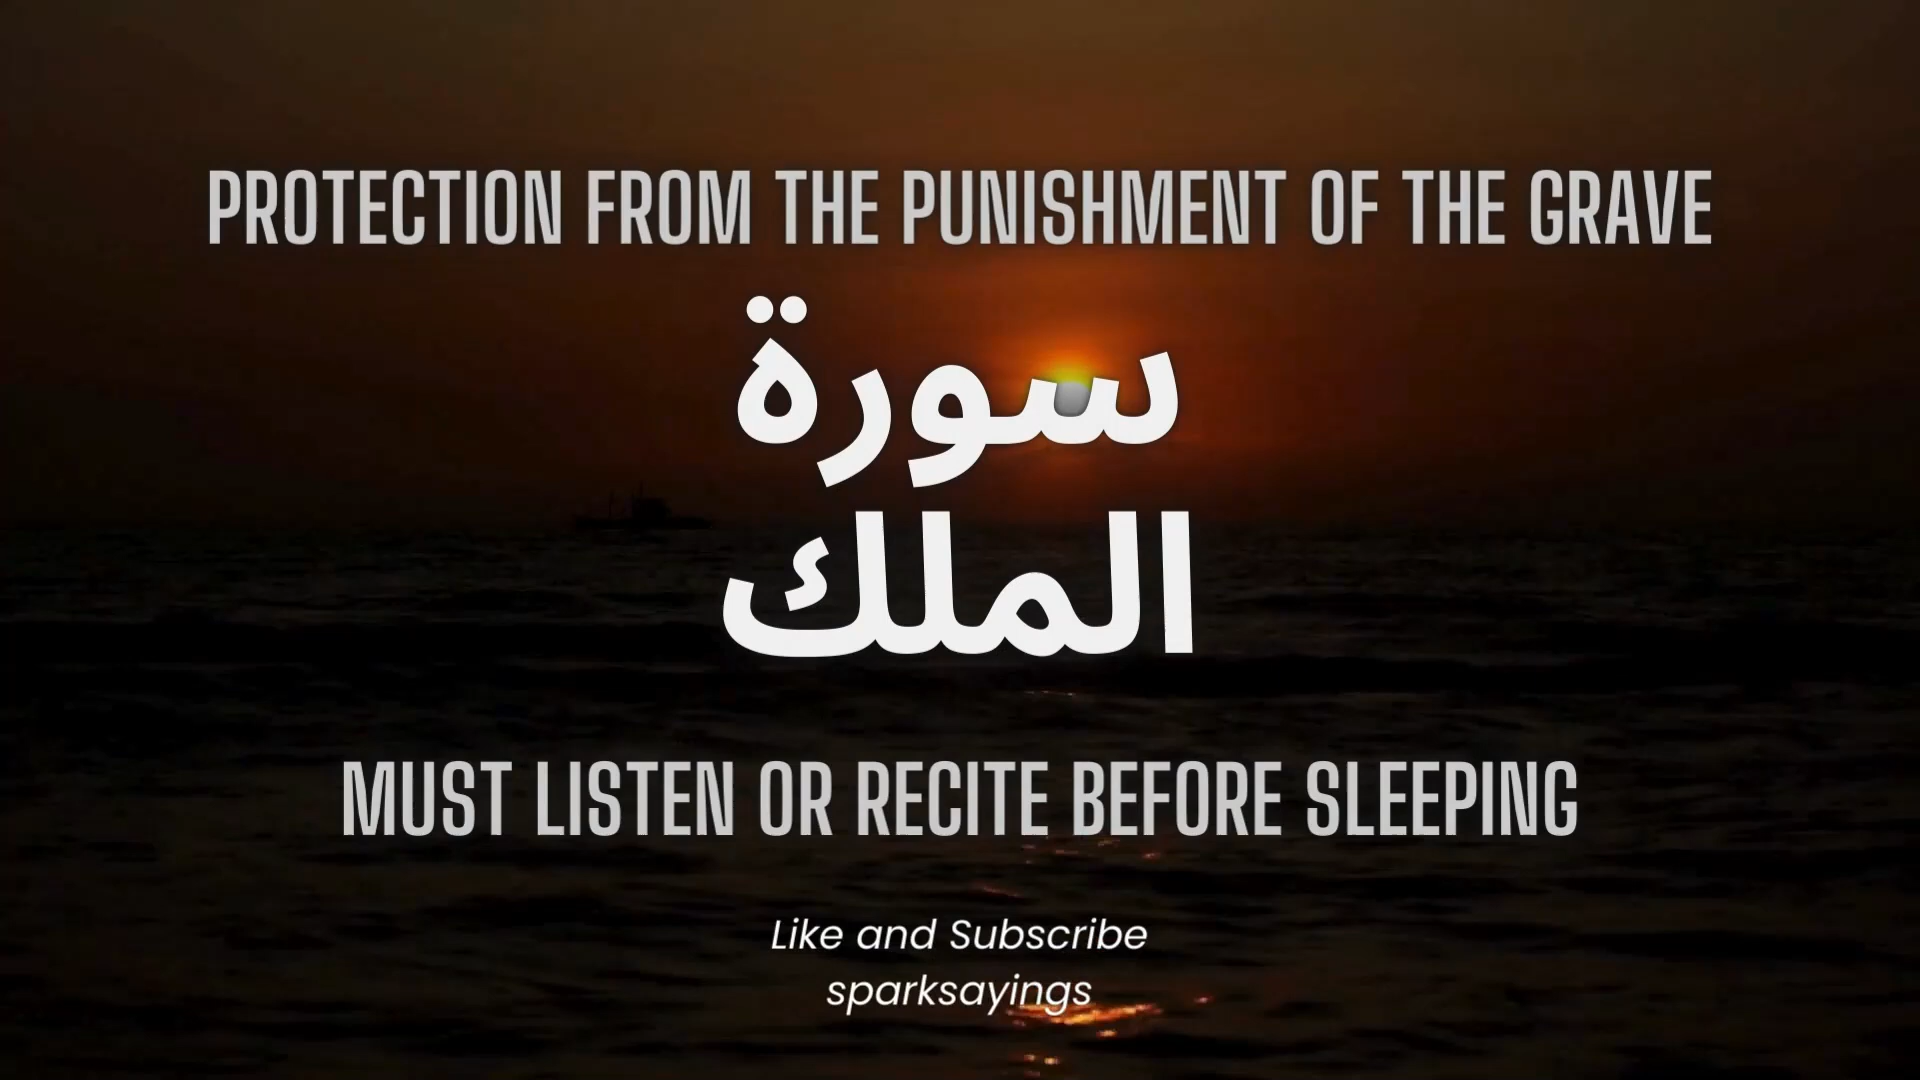 PROTECTION FROM THE PUNISHMENT OF THE GRAVE
سورة
الملك
MUST LISTEN OR RECITE BEFORE SLEEPING
Like and Subscribe
sparksayings